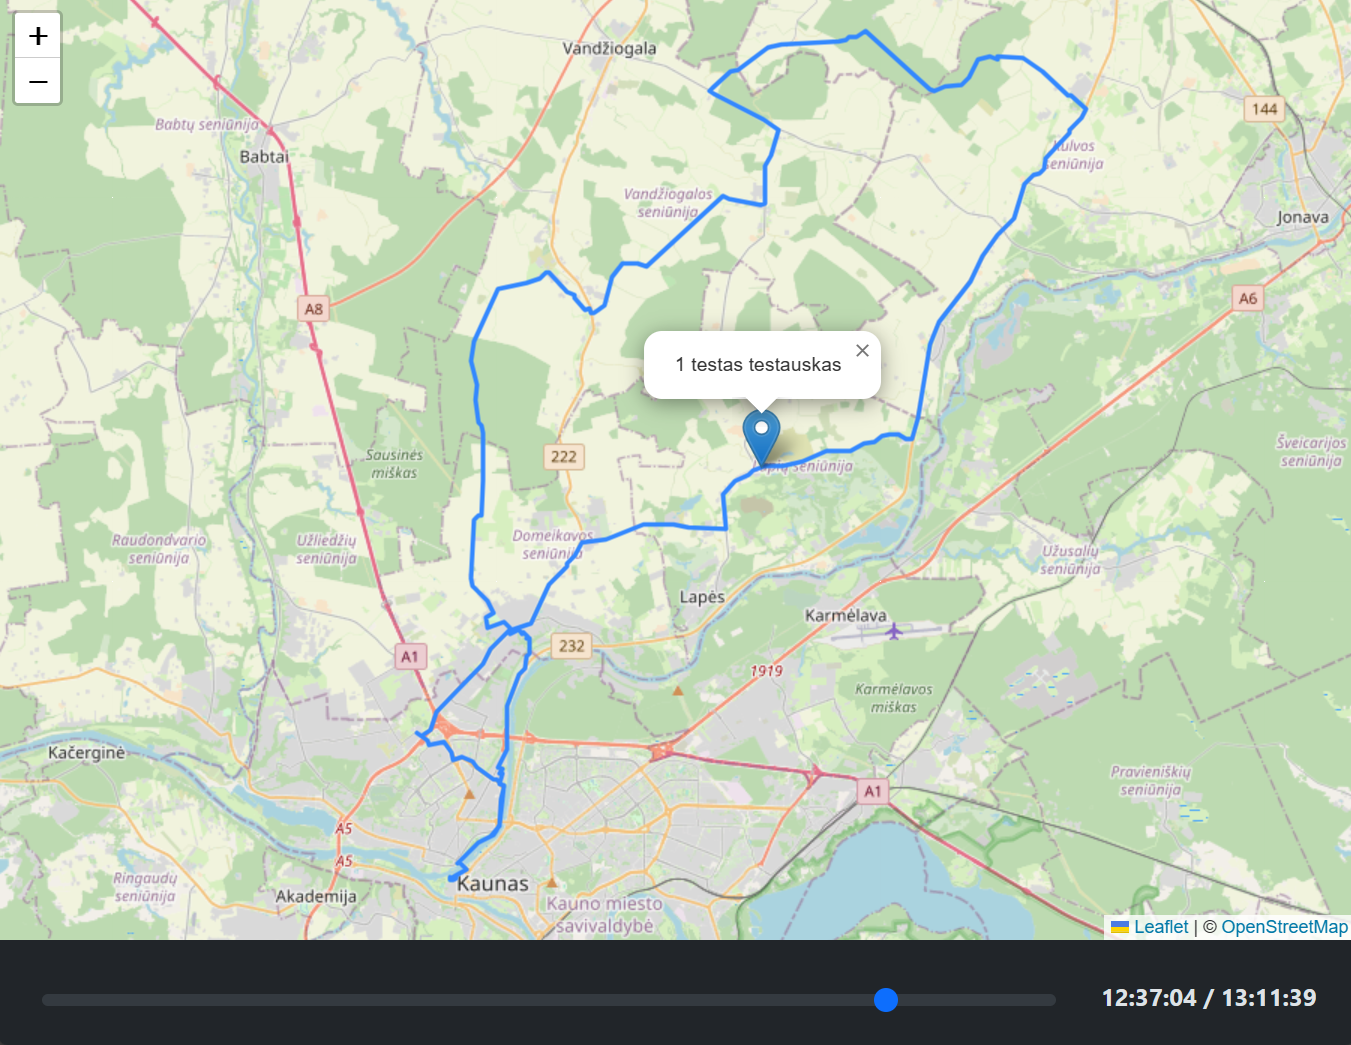 +
−
Vandžiogala
144
Babtų seniūnija
Babtai
Kulvos
seniūnija
Vandžiogalos
seniūnija
Jonava
A8
A6
1 testas testauskas ×
222
Sausinės
miškas
Šveicarijos
seniūnija
seniūnija
Raudondvario
seniūnija
Užliedžių
seniūnija
Domeikavos
seniūnija
Užusalių
seniūnija
Lapės
Karmėlava
A1
232
1919
Karmėlavos
miškas
Kačerginė
Pravieniškių
seniūnija
A1
A5
A5
Ringaudų
seniūnija
Akademija
Kaunas
Kauno miesto
savivaldybė
Leaflet | © OpenStreetMap
12:37:04 / 13:11:39